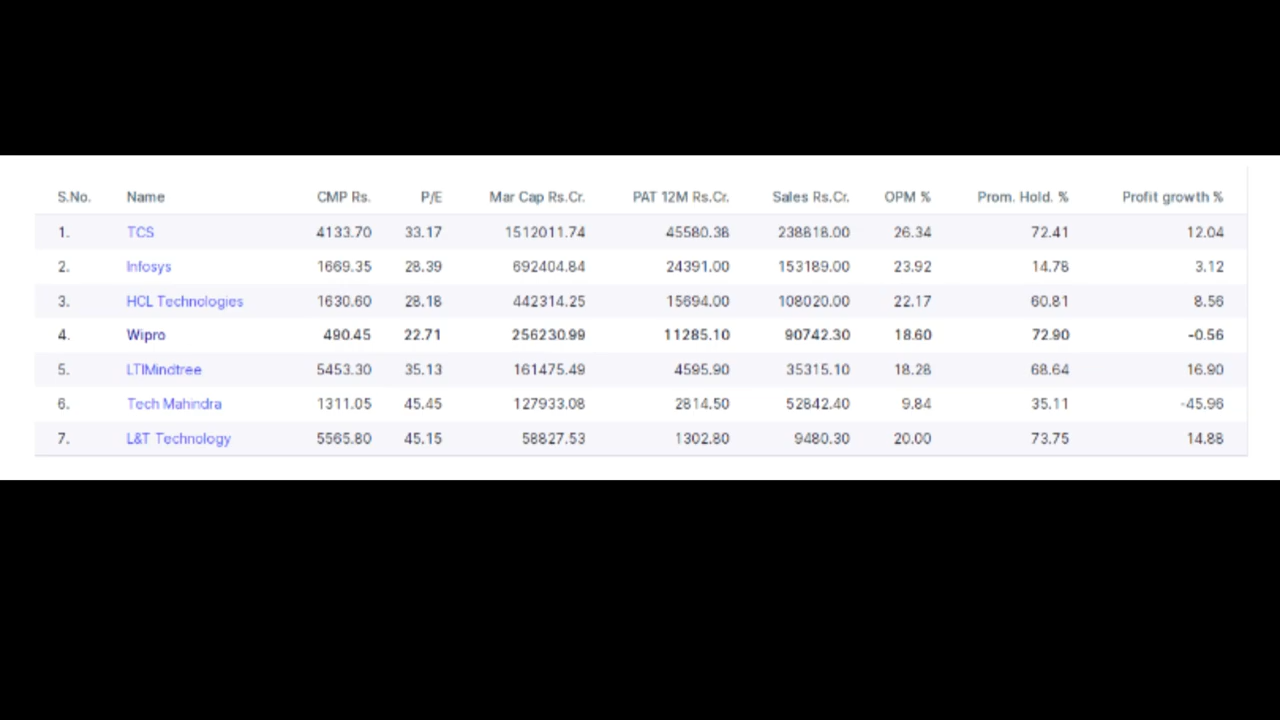 S.No. Name CMP Rs. P/E Mar Cap Rs.Cr. PAT 12M Rs.Cr. Sales Rs.Cr. OPM % Prom. Hold. % Profit growth %
1. TCS 4133.70 33.17 1512011.74 45580.38 238818.00 26.34 72.41 12.04
2. Infosys 1669.35 28.39 692404.84 24391.00 153189.00 23.92 14.78 3.12
3. HCL Technologies 1630.60 28.18 442314.25 15694.00 108020.00 22.17 60.81 8.56
4. Wipro 490.45 22.71 256230.99 11285.10 90742.30 18.60 72.90 -0.56
5. LTIMindtree 5453.30 35.13 161475.49 4595.90 35315.10 18.28 68.64 16.90
6. Tech Mahindra 1311.05 45.45 127933.08 2814.50 52842.40 9.84 35.11 -45.96
7. L&T Technology 5565.80 45.15 58827.53 1302.80 9480.30 20.00 73.75 14.88